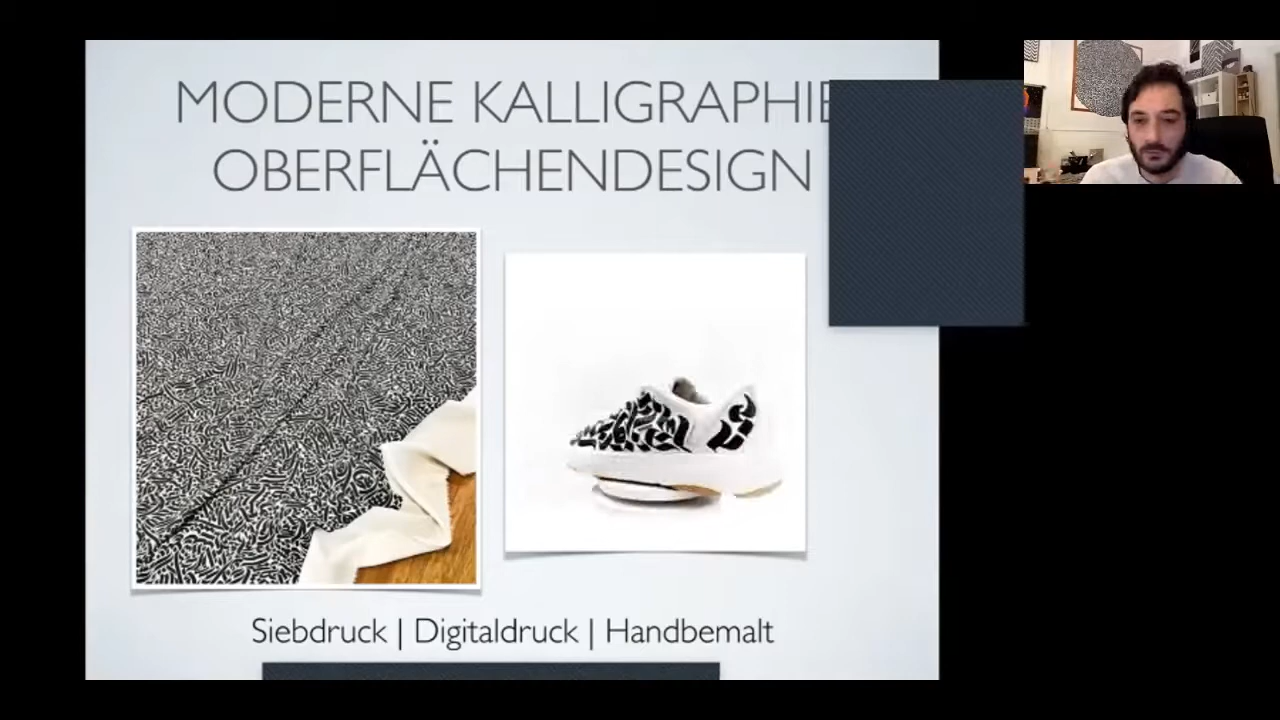 MODERNE KALLIGRAPHIE
OBERFLÄCHENDESIGN
Siebdruck | Digitaldruck | Handbemalt